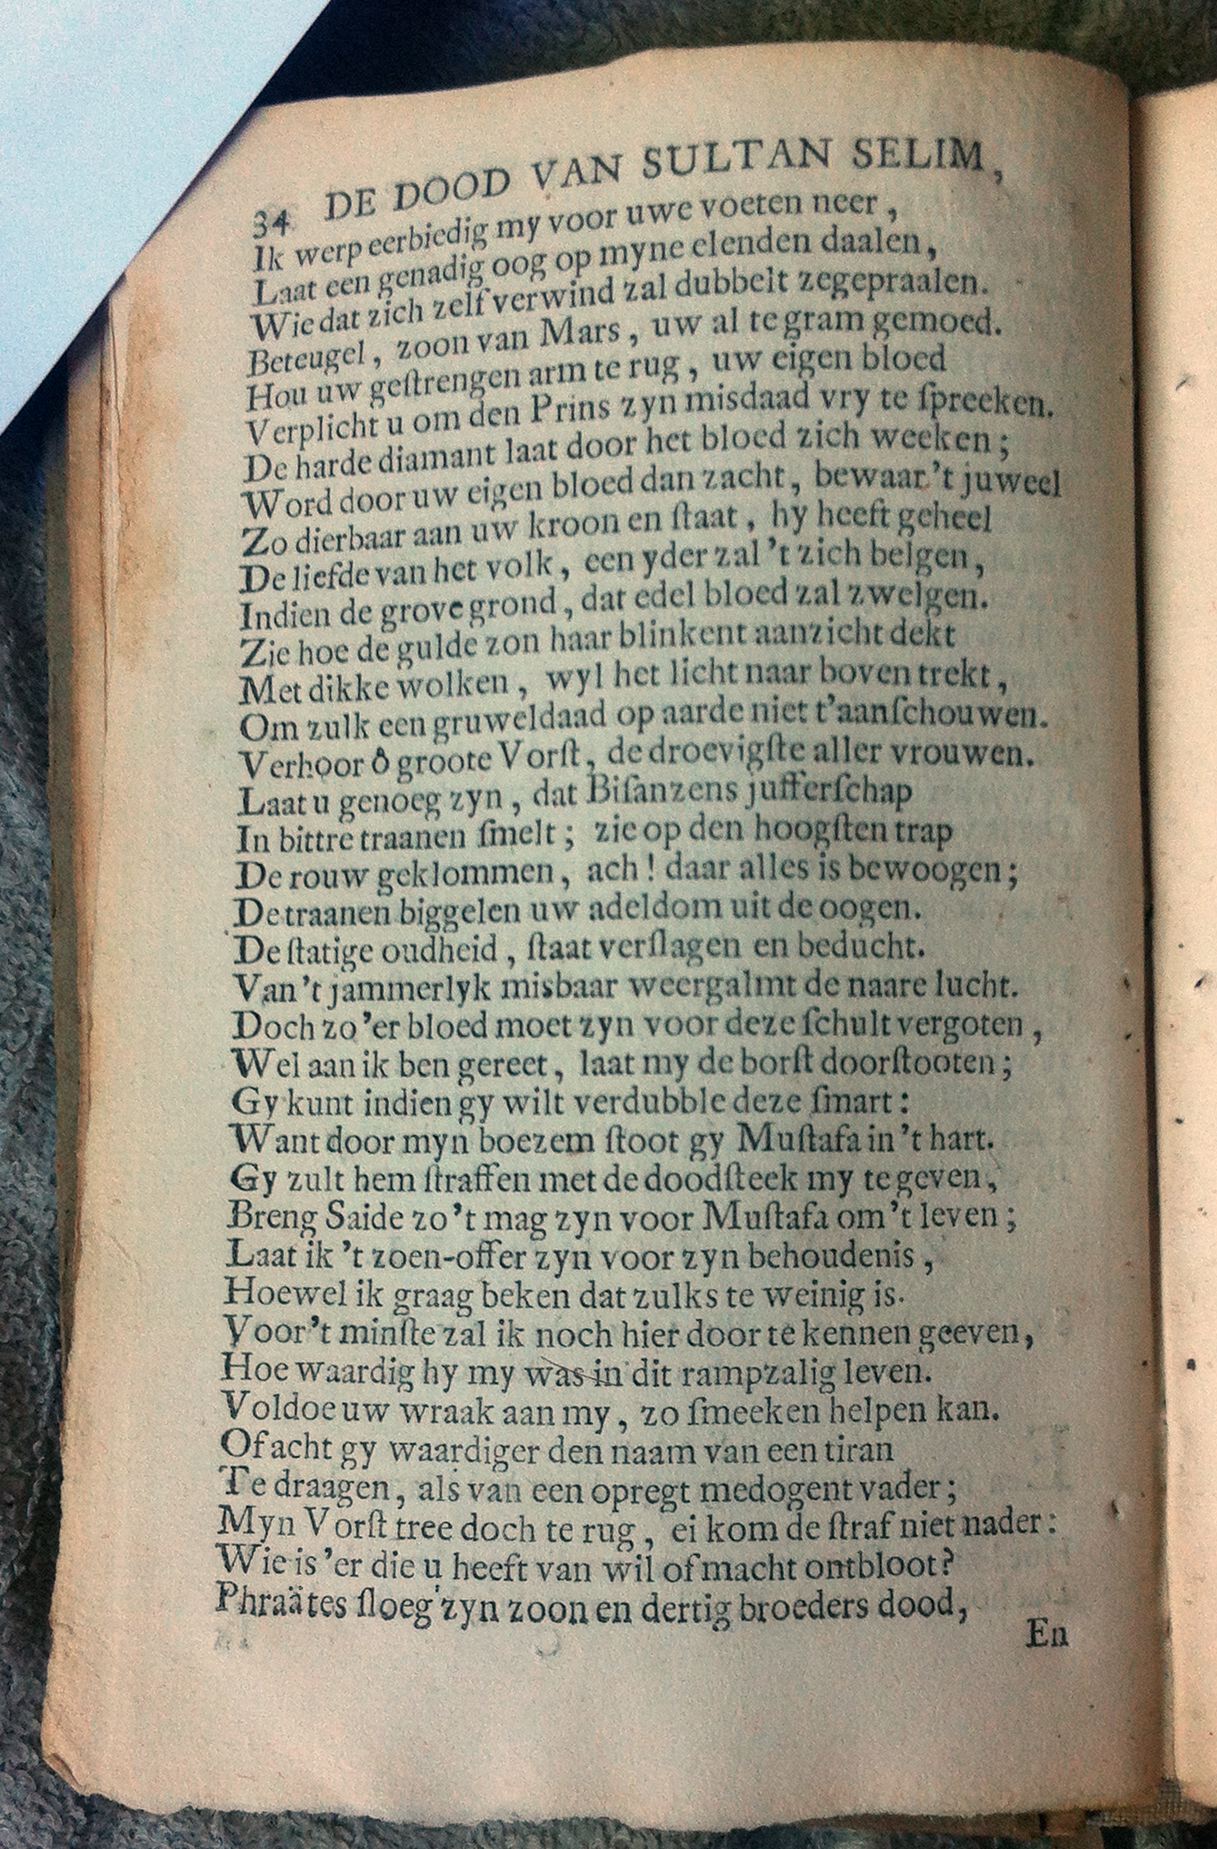 34 DE DOOD VAN SULTAN SELIM,
Ik werp eerbiedig my voor uwe voeten neer,
Laat een genadig oog op myne elenden daalen,
Wie dat zich zelf verwind zal dubbelt zegepraalen.
Beteugel, zoon van Mars, uw al te gram gemoed.
Hou uw geſtrengen arm te rug, uw eigen bloed
Verplicht u om den Prins zyn misdaad vry te ſpreeken.
De harde diamant laat door het bloed zich weeken;
Word door uw eigen bloed dan zacht, bewaar 't juweel
Zo dierbaar aan uw kroon en ſtaat, hy heeft geheel
De liefde van het volk, een yder zal 't zich belgen,
Indien de grove grond, dat edel bloed zal zwelgen.
Zie hoe de gulde zon haar blinkent aanzicht dekt
Met dikke wolken, wyl het licht naar boven trekt,
Om zulk een gruweldaad op aarde niet t'aanſchouwen.
Verhoor ô groote Vorſt, de droevigſte aller vrouwen.
Laat u genoeg zyn, dat Biſanzens jufferſchap
In bittre traanen ſmelt; zie op den hoogſten trap
De rouw geklommen, ach! daar alles is bewoogen;
De traanen biggelen uw adeldom uit de oogen.
De ſtatige oudheid, ſtaat verſlagen en beducht.
Van 't jammerlyk misbaar weergalmt de naare lucht.
Doch zo 'er bloed moet zyn voor deze ſchult vergoten,
Wel aan ik ben gereet, laat my de borſt doorſtooten;
Gy kunt indien gy wilt verdubble deze ſmart:
Want door myn boezem ſtoot gy Muſtafa in 't hart.
Gy zult hem ſtraffen met de doodſteek my te geven,
Breng Saide zo 't mag zyn voor Muſtafa om 't leven;
Laat ik 't zoen-offer zyn voor zyn behoudenis,
Hoewel ik graag beken dat zulks te weinig is.
Voor 't minſte zal ik noch hier door te kennen geeven,
Hoe waardig hy my was in dit rampzalig leven.
Voldoe uw wraak aan my, zo ſmeeken helpen kan.
Of acht gy waardiger den naam van een tiran
Te draagen, als van een opregt medogent vader;
Myn Vorſt tree doch te rug, ei kom de ſtraf niet nader:
Wie is 'er die u heeft van wil of macht ontbloot?
Phraätes ſloeg zyn zoon en dertig broeders dood,
En